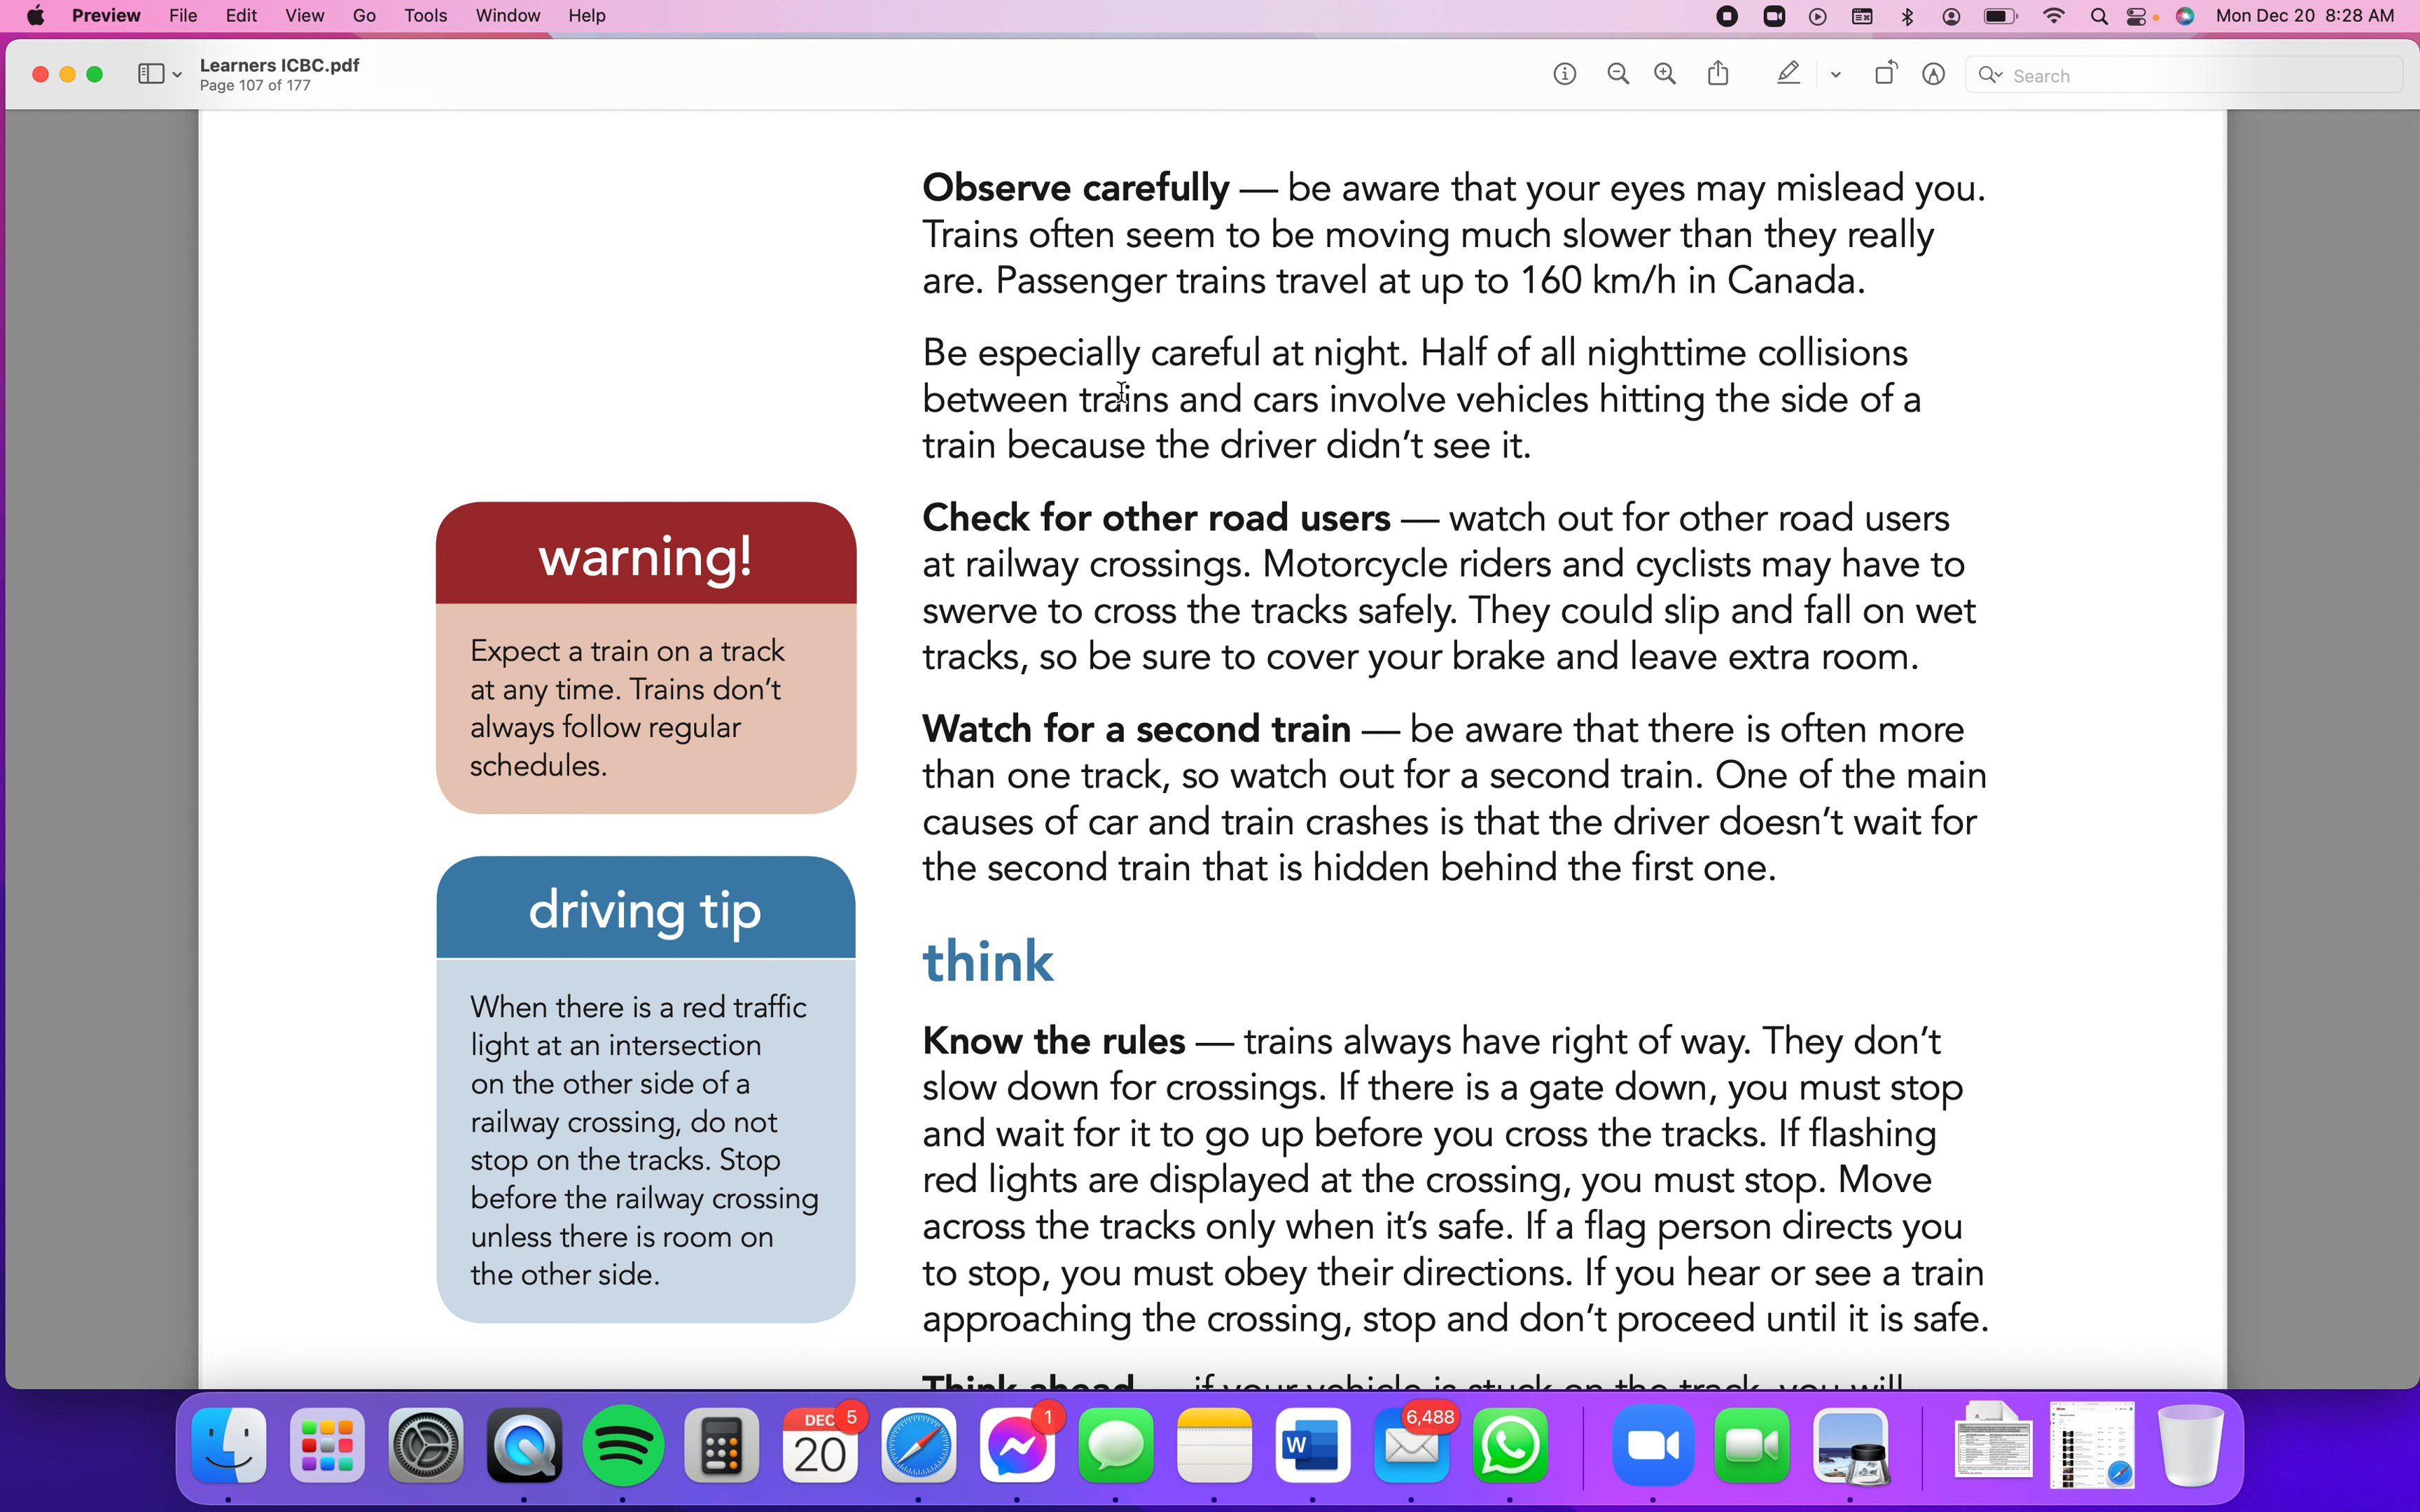 Preview File Edit View Go Tools Window Help Mon Dec 20 8:28 AM
Learners ICBC.pdf
Page 107 of 177
Search
Observe carefully — be aware that your eyes may mislead you.
Trains often seem to be moving much slower than they really
are. Passenger trains travel at up to 160 km/h in Canada.
Be especially careful at night. Half of all nighttime collisions
between trains and cars involve vehicles hitting the side of a
train because the driver didn't see it.
warning!
Expect a train on a track
at any time. Trains don't
always follow regular
schedules.
driving tip
When there is a red traffic
light at an intersection
on the other side of a
railway crossing, do not
stop on the tracks. Stop
before the railway crossing
unless there is room on
the other side.
Check for other road users — watch out for other road users
at railway crossings. Motorcycle riders and cyclists may have to
swerve to cross the tracks safely. They could slip and fall on wet
tracks, so be sure to cover your brake and leave extra room.
Watch for a second train — be aware that there is often more
than one track, so watch out for a second train. One of the main
causes of car and train crashes is that the driver doesn't wait for
the second train that is hidden behind the first one.
think
Know the rules — trains always have right of way. They don't
slow down for crossings. If there is a gate down, you must stop
and wait for it to go up before you cross the tracks. If flashing
red lights are displayed at the crossing, you must stop. Move
across the tracks only when it's safe. If a flag person directs you
to stop, you must obey their directions. If you hear or see a train
approaching the crossing, stop and don't proceed until it is safe.
Think ahead — if your vehicle is stuck on the track, you will
DEC 5 1 6,488
20 W